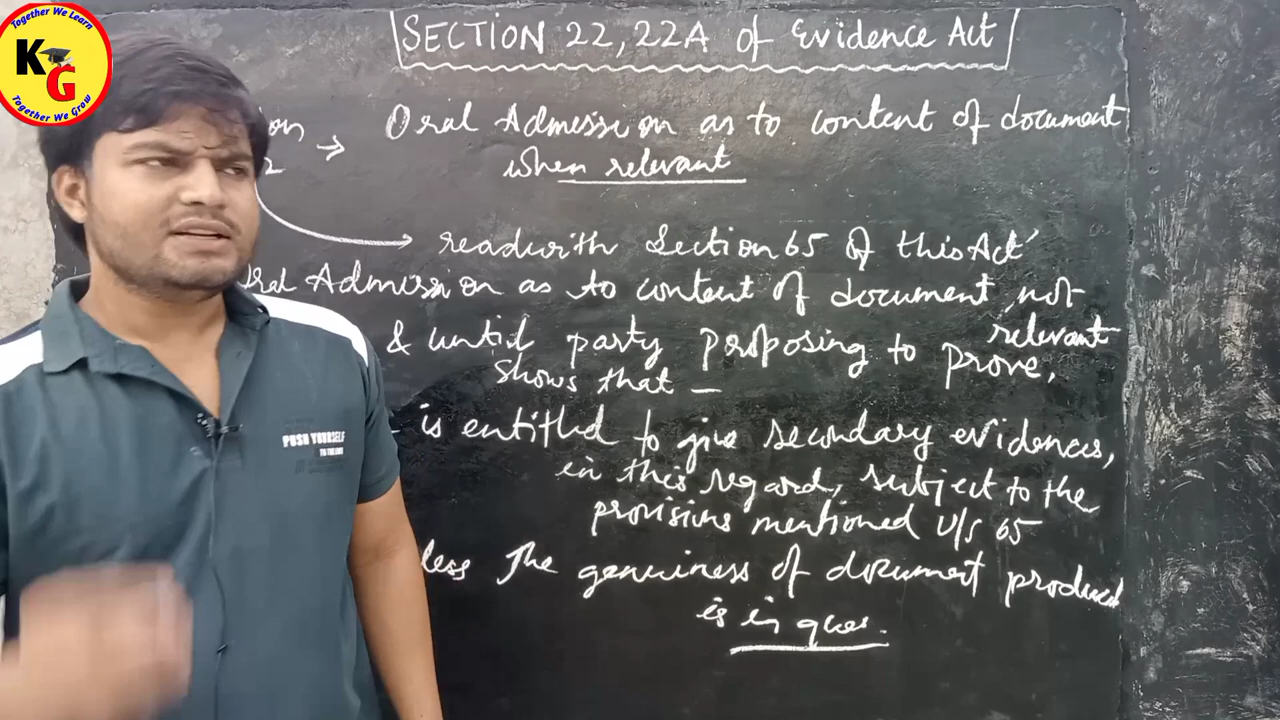 Together We Learn
KG
Together We Grow
SECTION 22, 22A of Evidence Act
on → Oral Admission as to content of document
2
when relevant
readwith Section 65 of this Act
ral Admission as to content of document not
relevant
& until party proposing to prove,
shows that –
is entitled to give secondary evidences,
in this regard, subject to the
provisions mentioned U/S 65
less The genuiness of document produced
is in ques.
PUSH YOURSELF
TO THE LIMIT